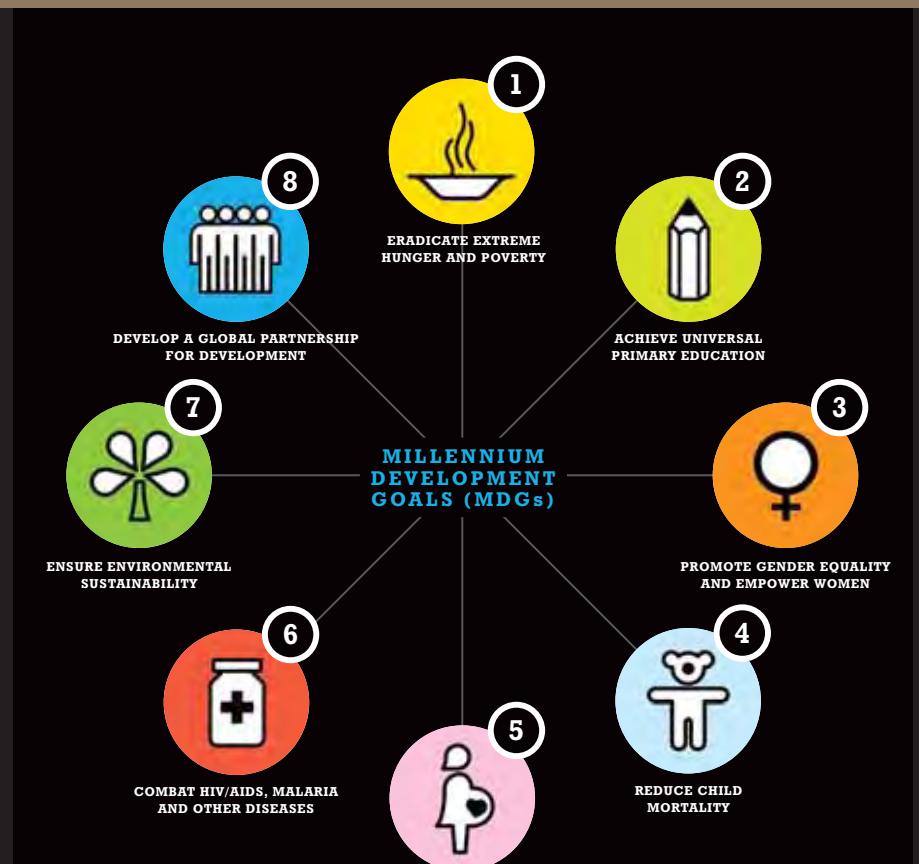 1
ERADICATE EXTREME
HUNGER AND POVERTY
2
ACHIEVE UNIVERSAL
PRIMARY EDUCATION
3
PROMOTE GENDER EQUALITY
AND EMPOWER WOMEN
4
REDUCE CHILD
MORTALITY
5
6
COMBAT HIV/AIDS, MALARIA
AND OTHER DISEASES
7
ENSURE ENVIRONMENTAL
SUSTAINABILITY
8
DEVELOP A GLOBAL PARTNERSHIP
FOR DEVELOPMENT
MILLENNIUM
DEVELOPMENT
GOALS (MDGs)